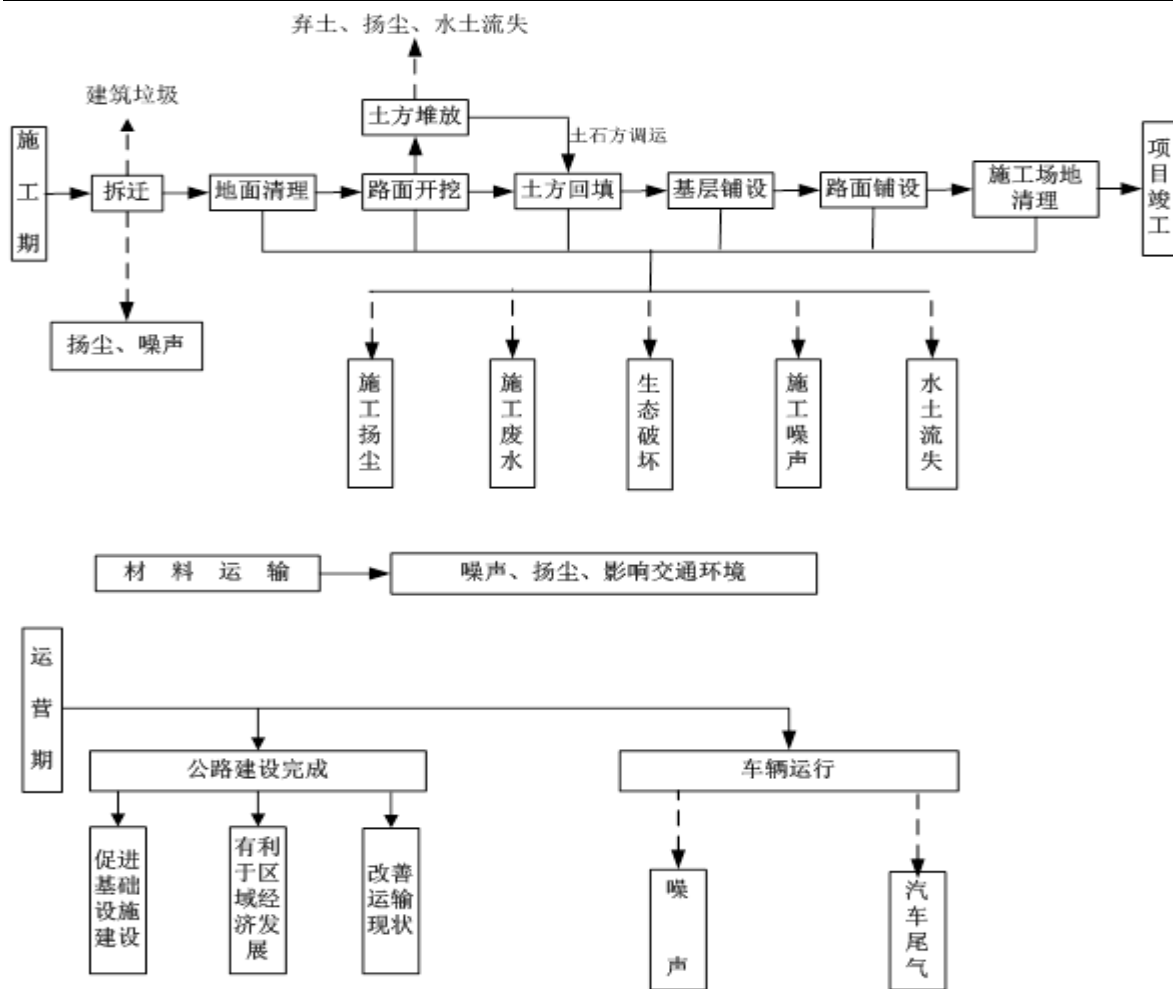 弃土、扬尘、水土流失
建筑垃圾
土方堆放
土石方调运
施工期
拆迁
地面清理
路面开挖
土方回填
基层铺设
路面铺设
施工场地
清理
项目竣工
扬尘、噪声
施工扬尘
施工废水
生态破坏
施工噪声
水土流失
材料运输
噪声、扬尘、影响交通环境
运营期
公路建设完成
车辆运行
促进
基础
设施
建设
有利
于区
域经
济发
展
改善
运输
现状
噪声
汽车尾气